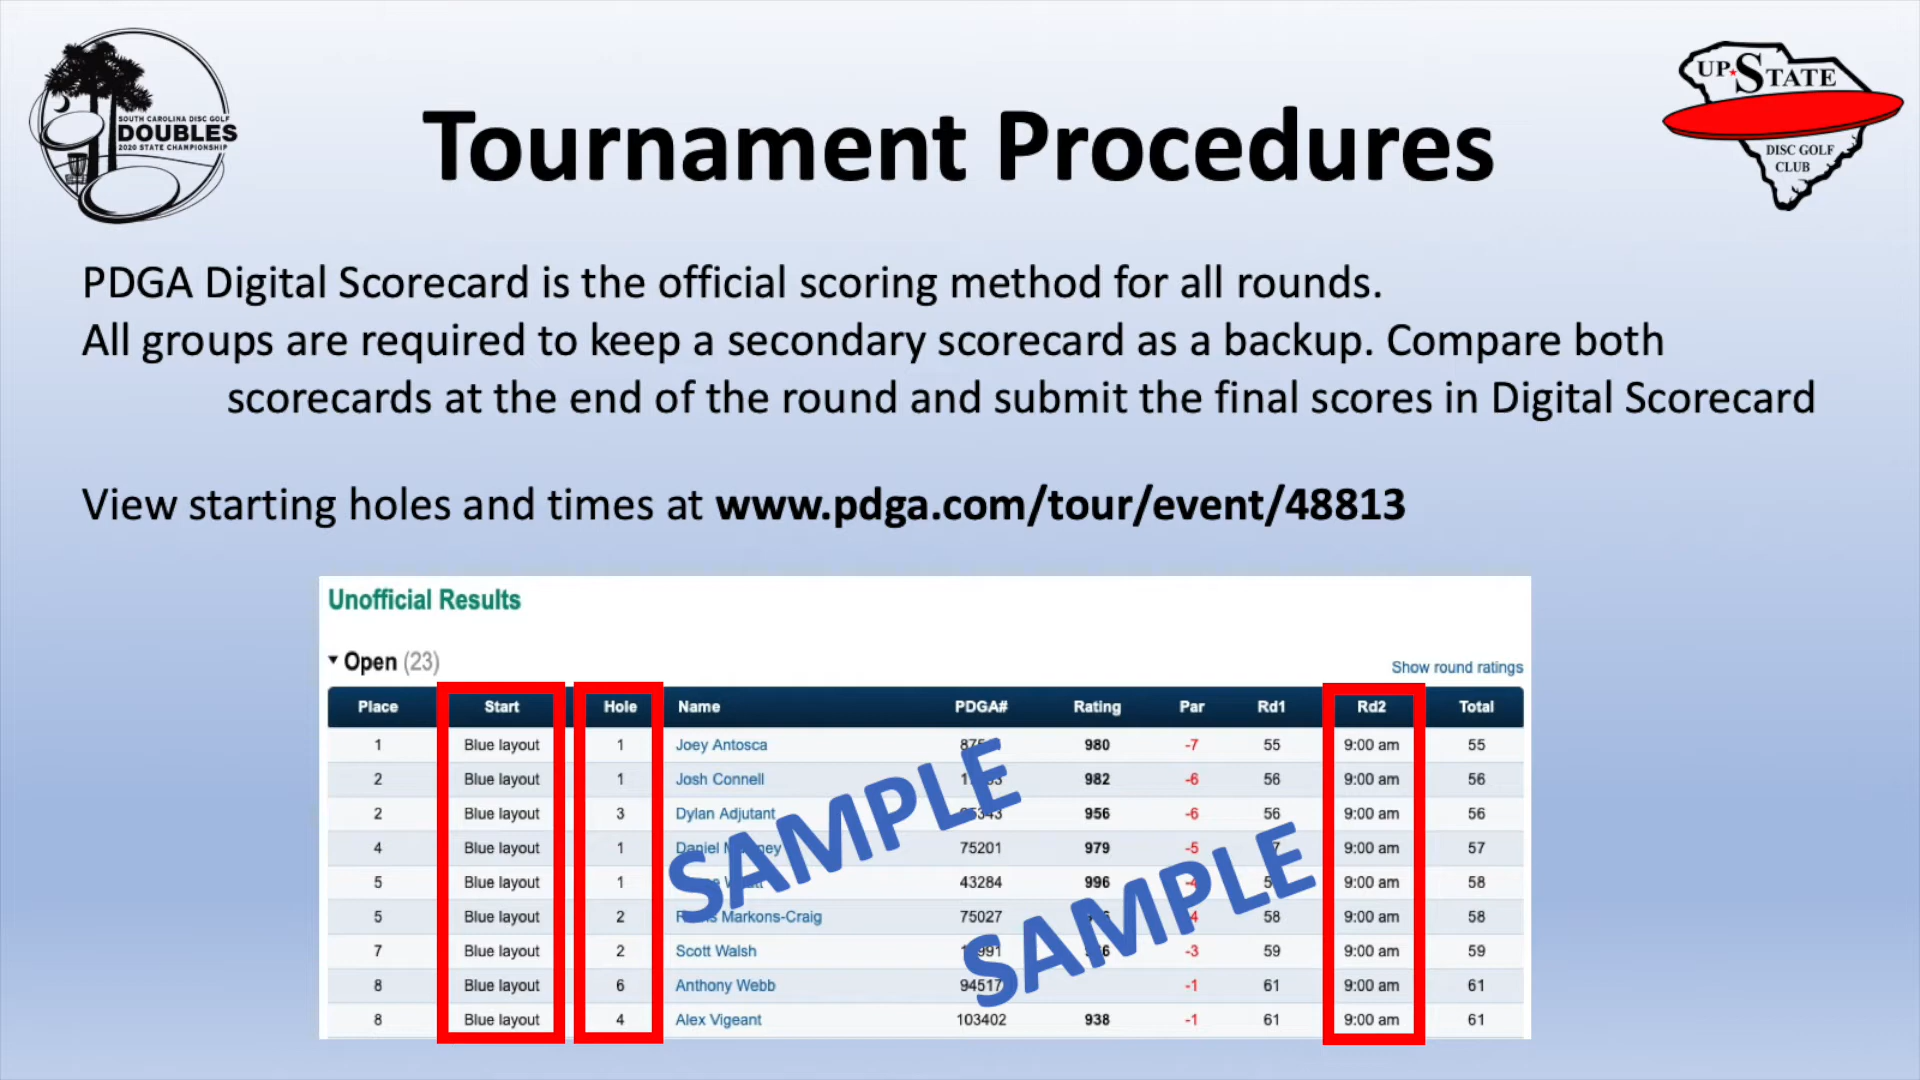 SOUTH CAROLINA DISC GOLF
DOUBLES
2020 STATE CHAMPIONSHIP
Tournament Procedures
UP STATE
DISC GOLF
CLUB
PDGA Digital Scorecard is the official scoring method for all rounds.
All groups are required to keep a secondary scorecard as a backup. Compare both
scorecards at the end of the round and submit the final scores in Digital Scorecard
View starting holes and times at www.pdga.com/tour/event/48813
Unofficial Results
Open (23)
Show round ratings
Place Start Hole Name PDGA# Rating Par Rd1 Rd2 Total
1 Blue layout 1 Joey Antosca 980 -7 55 9:00 am 55
2 Blue layout 1 Josh Connell 982 -6 56 9:00 am 56
2 Blue layout 3 Dylan Adjutant 956 -6 56 9:00 am 56
4 Blue layout 1 Daniel 75201 979 -5 9:00 am 57
5 Blue layout 1 43284 996 9:00 am 58
5 Blue layout 2 Markons-Craig 75027 58 9:00 am 58
7 Blue layout 2 Scott Walsh -3 59 9:00 am 59
8 Blue layout 6 Anthony Webb 94517 -1 61 9:00 am 61
8 Blue layout 4 Alex Vigeant 103402 938 -1 61 9:00 am 61
SAMPLE
SAMPLE